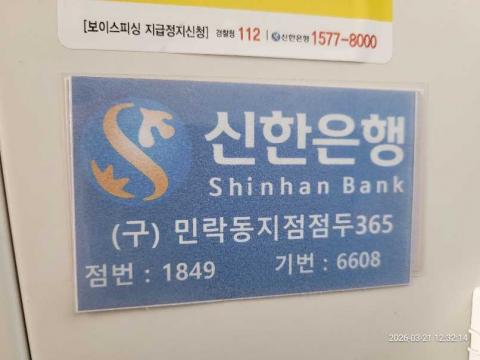 [보이스피싱 지급정지신청] 경찰청 112 | 신한은행 1577-8000
신한은행
Shinhan Bank
(구) 민락동지점점두365
점번 : 1849 기번 : 6608
2026-03-21 12:32:14